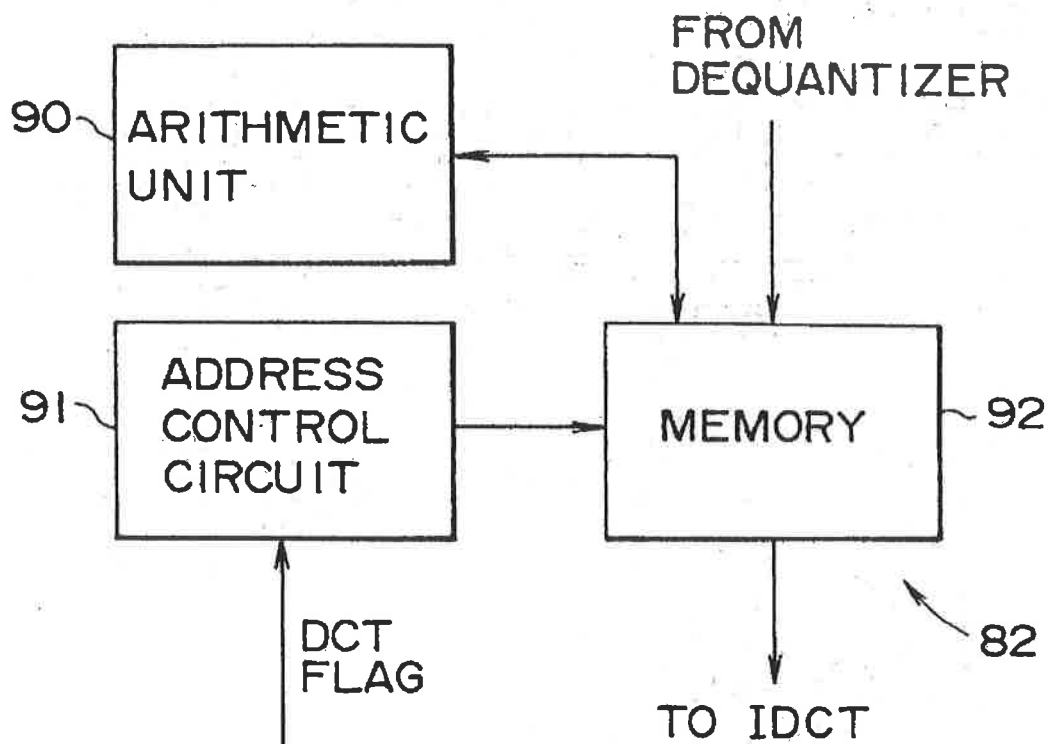 FROM
DEQUANTIZER
90
ARITHMETIC
UNIT
91
ADDRESS
CONTROL
CIRCUIT
MEMORY
92
DCT
FLAG
82
TO IDCT